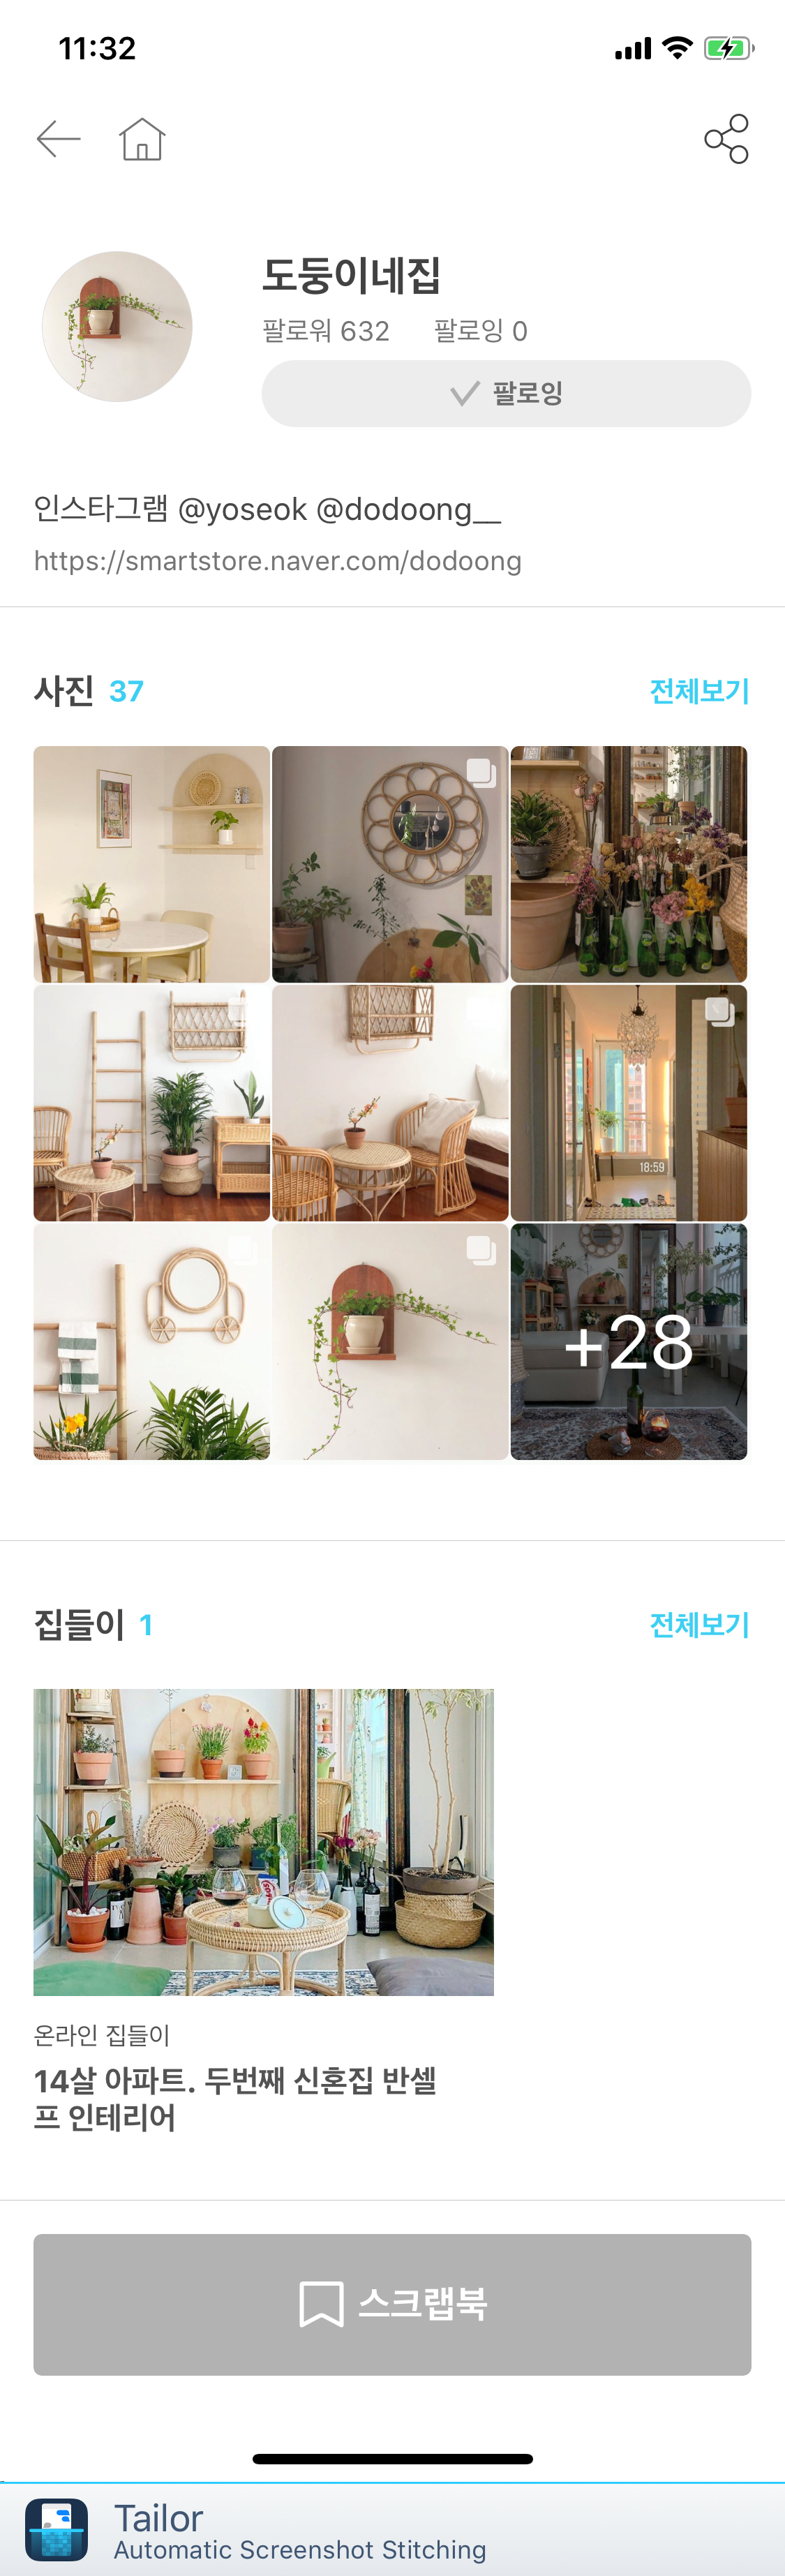 11:32
도둥이네집
팔로워 632 팔로잉 0
팔로잉
인스타그램 @yoseok @dodoong__
https://smartstore.naver.com/dodoong
사진 37 전체보기
18:59
+28
집들이 1 전체보기
온라인 집들이
14살 아파트. 두번째 신혼집 반셀
프 인테리어
스크랩북
Tailor
Automatic Screenshot Stitching